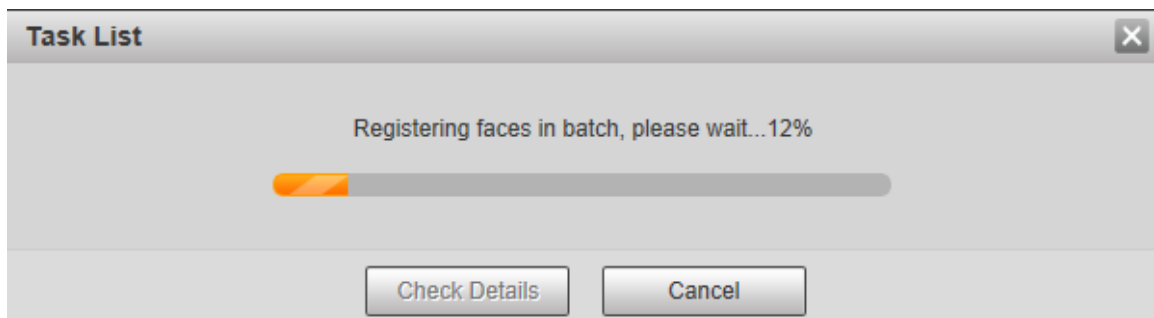 Task List
Registering faces in batch, please wait...12%
Check Details
Cancel